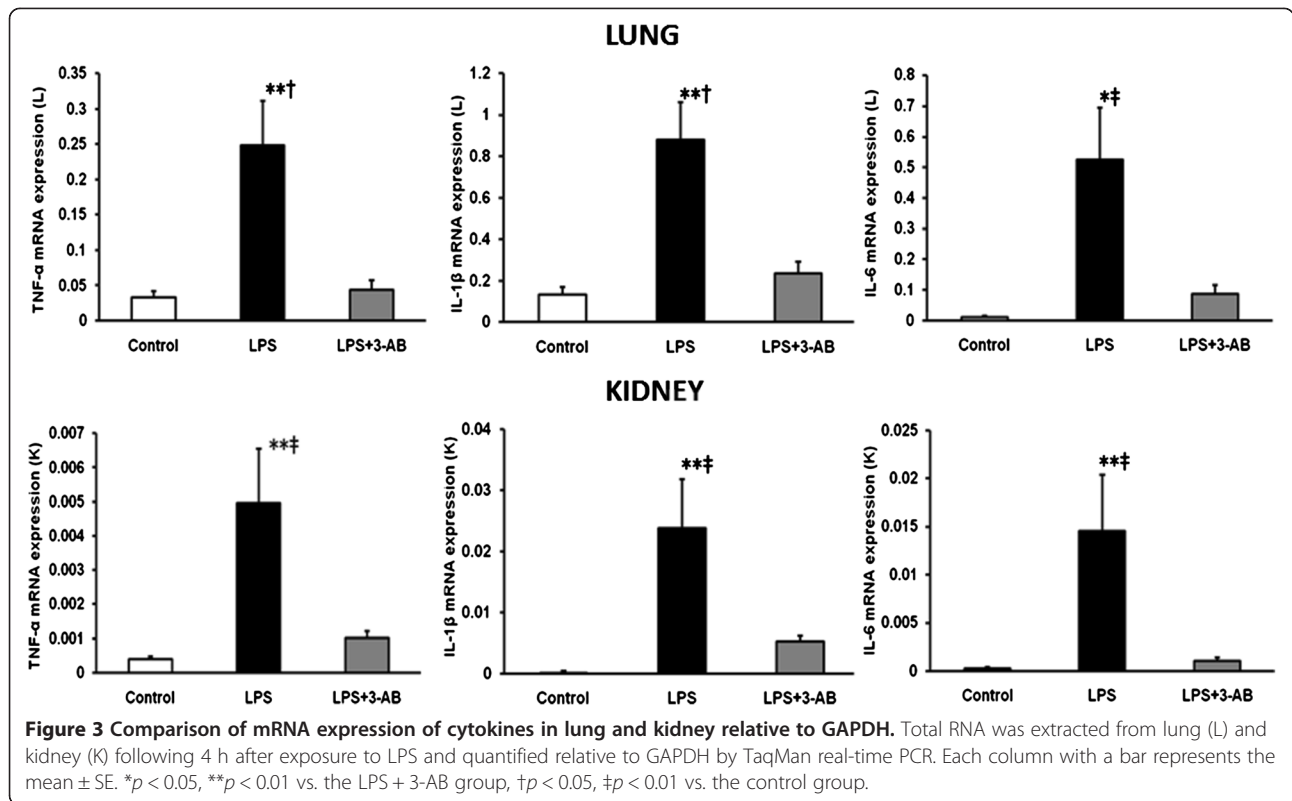 LUNG
TNF-α mRNA expression (L)
0.35
0.3
0.25
0.2
0.15
0.1
0.05
0
**†
Control LPS LPS+3-AB
IL-1β mRNA expression (L)
1.2
1
0.8
0.6
0.4
0.2
0
**†
Control LPS LPS+3-AB
IL-6 mRNA expression (L)
0.8
0.7
0.6
0.5
0.4
0.3
0.2
0.1
0
*‡
Control LPS LPS+3-AB
KIDNEY
TNF-α mRNA expression (K)
0.007
0.006
0.005
0.004
0.003
0.002
0.001
0
**‡
Control LPS LPS+3-AB
IL-1β mRNA expression (K)
0.04
0.03
0.02
0.01
0
**‡
Control LPS LPS+3-AB
IL-6 mRNA expression (K)
0.025
0.02
0.015
0.01
0.005
0
**‡
Control LPS LPS+3-AB
Figure 3 Comparison of mRNA expression of cytokines in lung and kidney relative to GAPDH. Total RNA was extracted from lung (L) and
kidney (K) following 4 h after exposure to LPS and quantified relative to GAPDH by TaqMan real-time PCR. Each column with a bar represents the
mean ± SE. *p < 0.05, **p < 0.01 vs. the LPS + 3-AB group, †p < 0.05, ‡p < 0.01 vs. the control group.